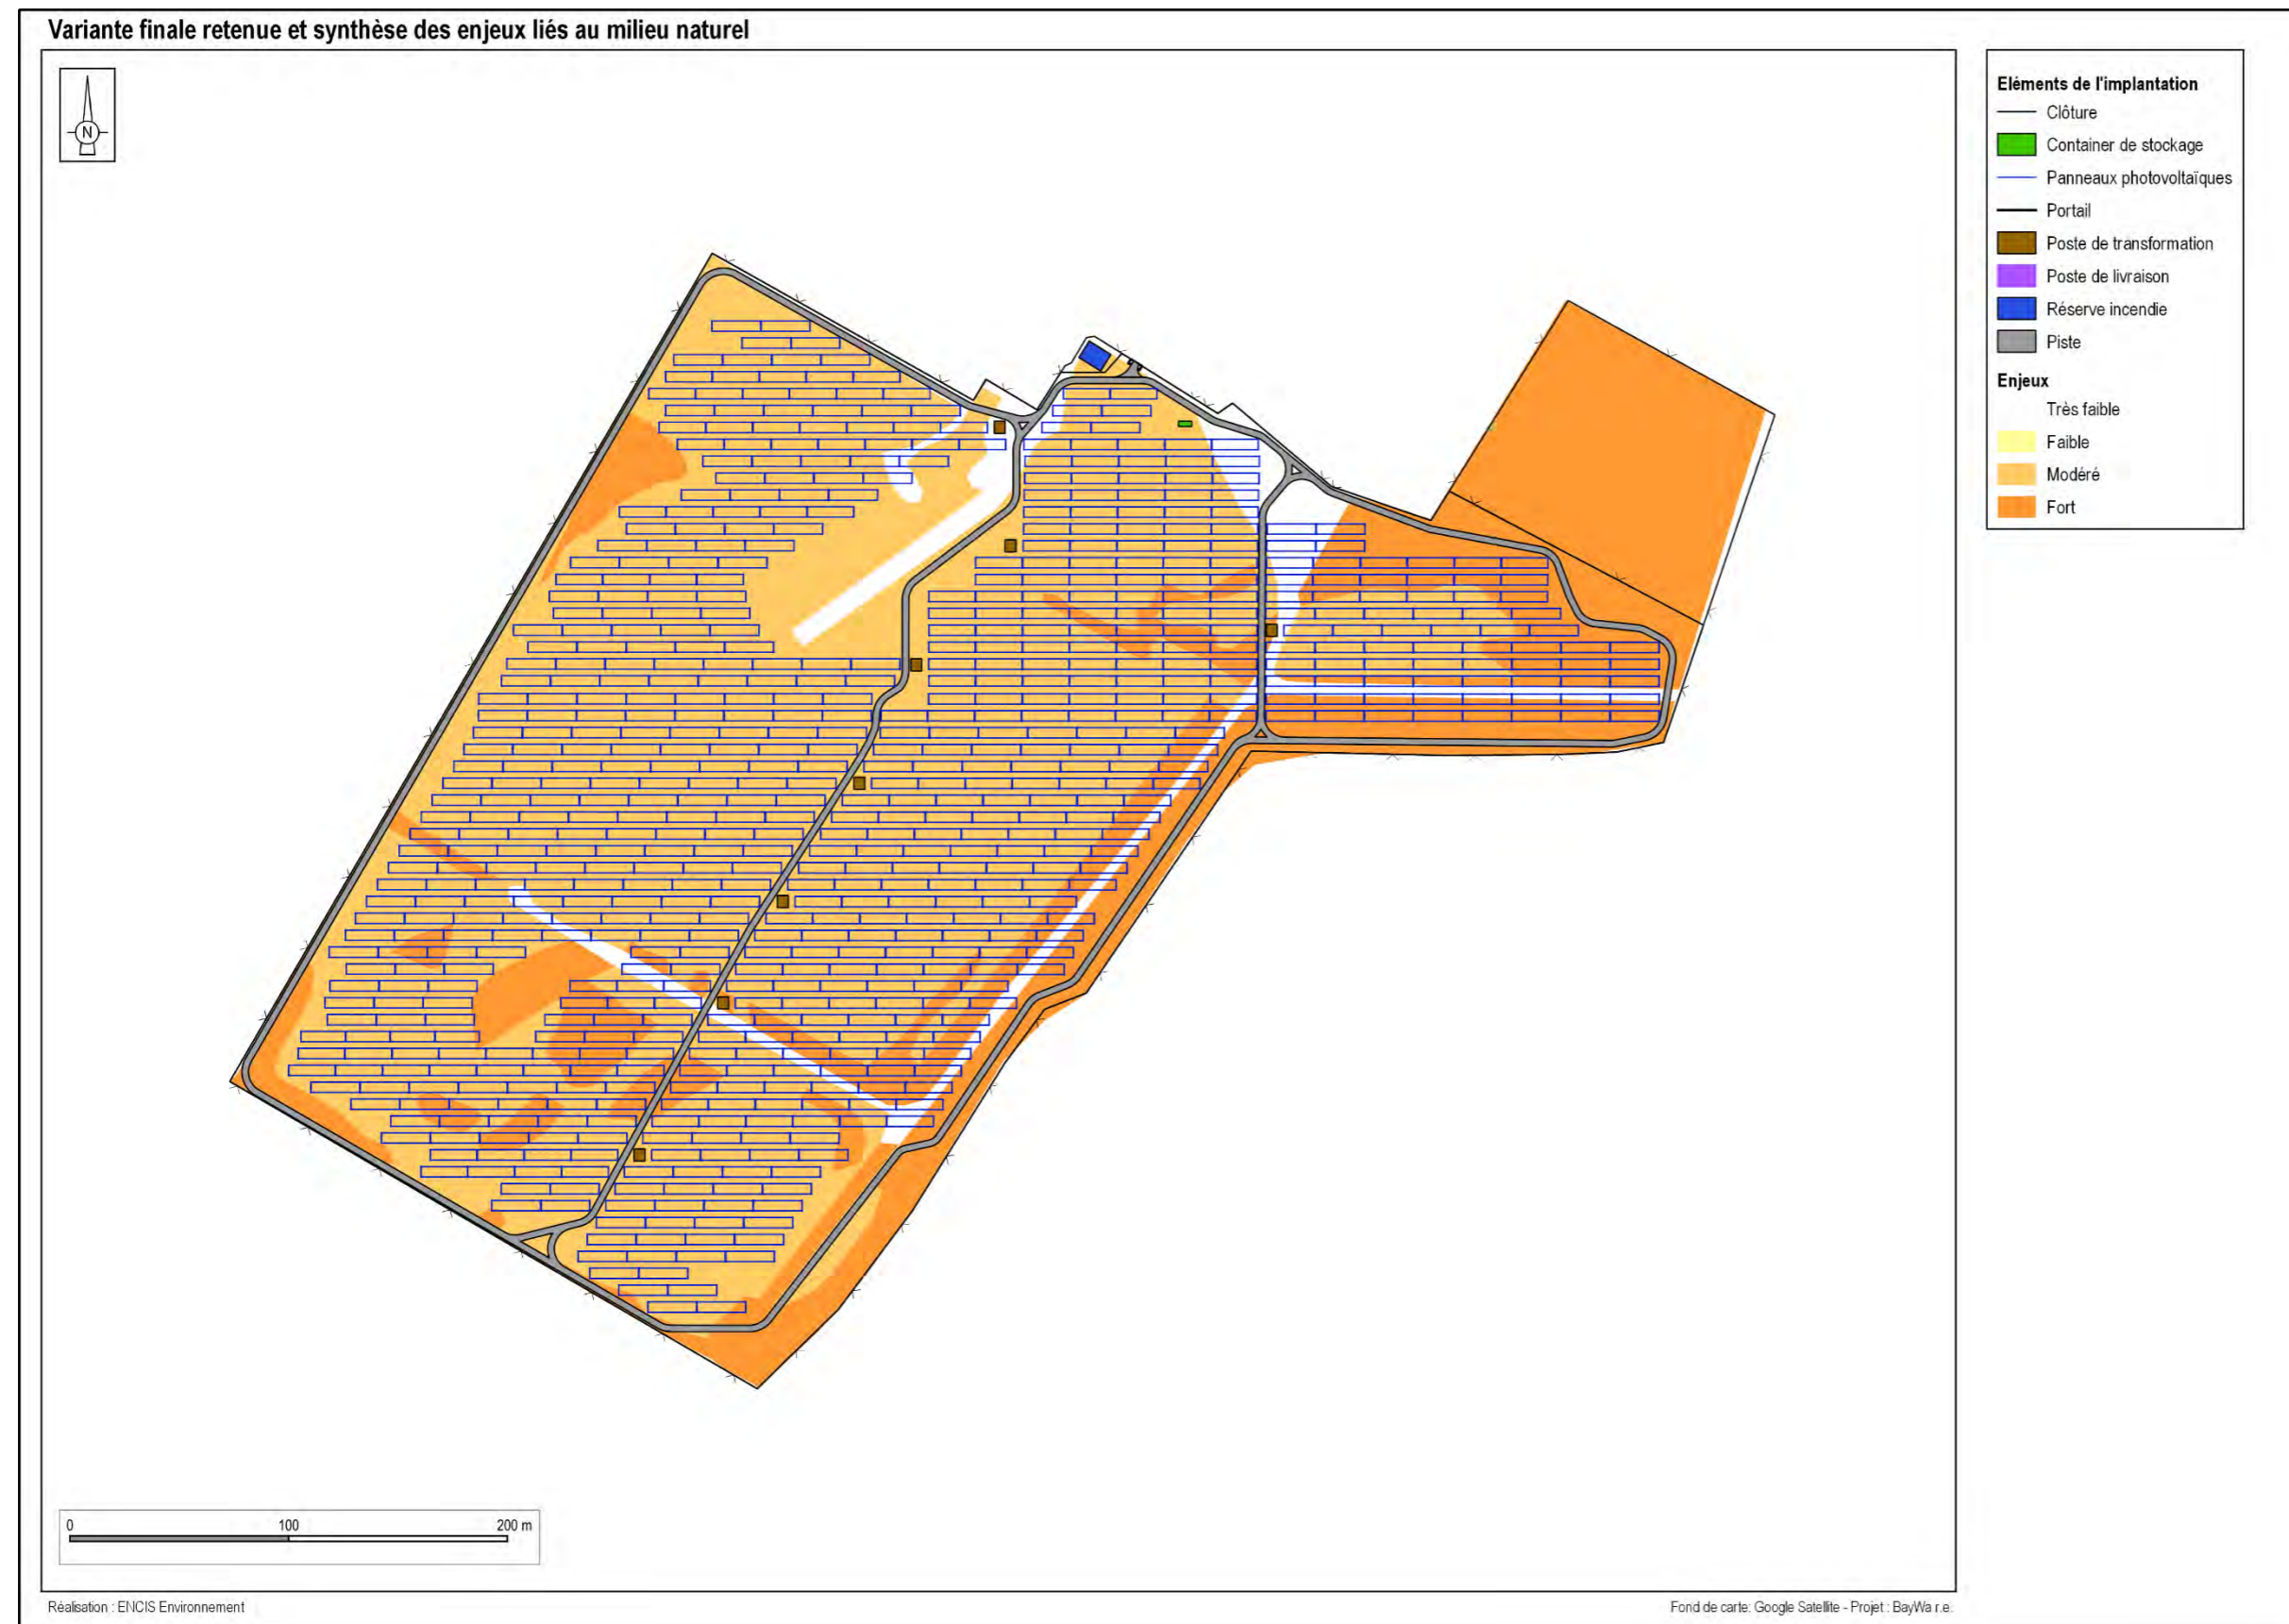 Variante finale retenue et synthèse des enjeux liés au milieu naturel
N
Eléments de l'implantation
Clôture
Container de stockage
Panneaux photovoltaïques
Portail
Poste de transformation
Poste de livraison
Réserve incendie
Piste
Enjeux
Très faible
Faible
Modéré
Fort
0 100 200 m
Réalisation : ENCIS Environnement
Fond de carte: Google Satellite - Projet : BayWa r.e.